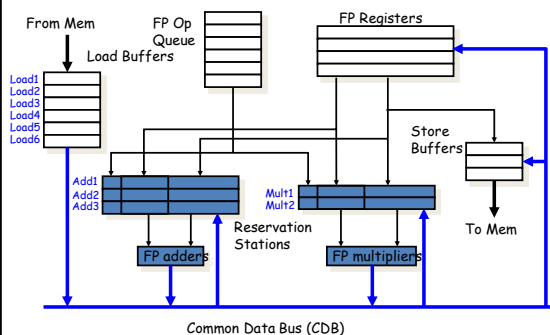 From Mem
FP Op
Queue
FP Registers
Load Buffers
Load1
Load2
Load3
Load4
Load5
Load6
Store
Buffers
Add1
Add2
Add3
Mult1
Mult2
Reservation
Stations
To Mem
FP adders
FP multipliers
Common Data Bus (CDB)